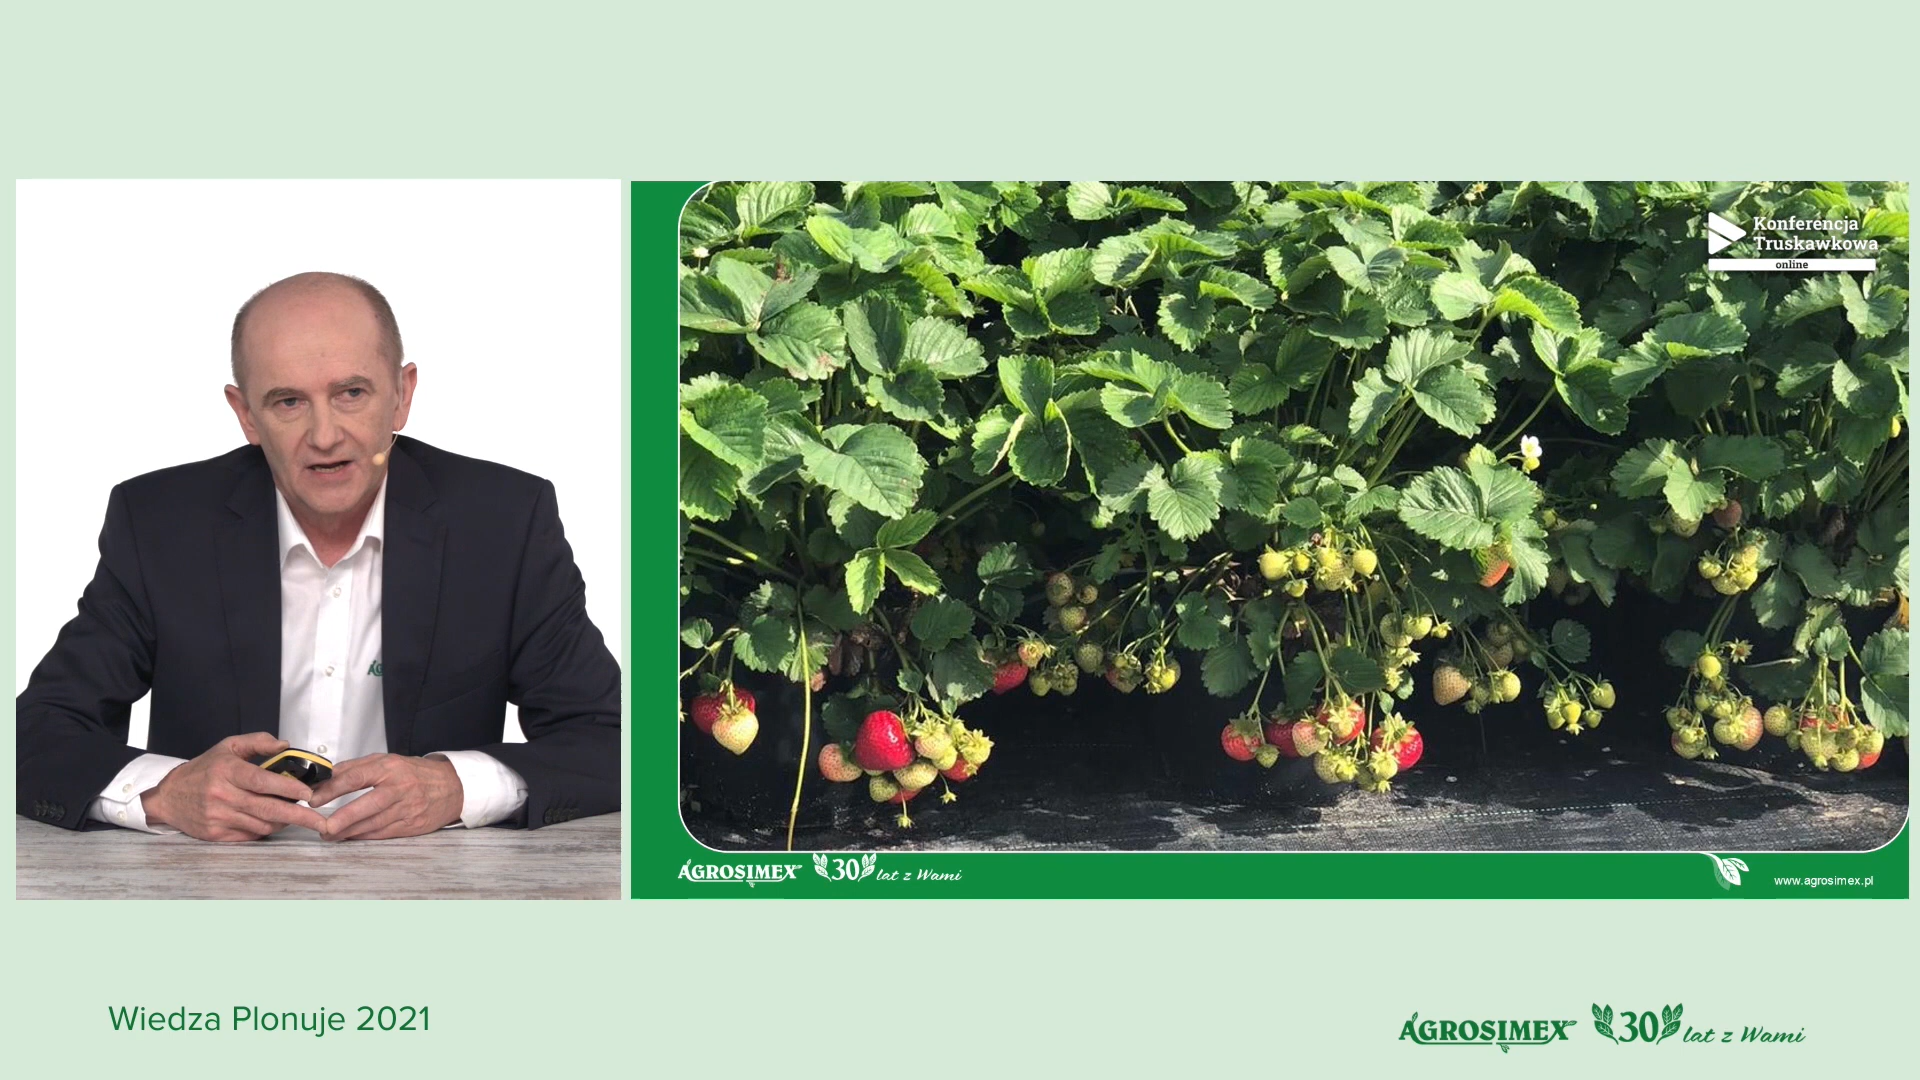 Konferencja
Truskawkowa
online
AGROSIMEX 30 lat z Wami
www.agrosimex.pl
Wiedza Plonuje 2021
AGROSIMEX 30 lat z Wami